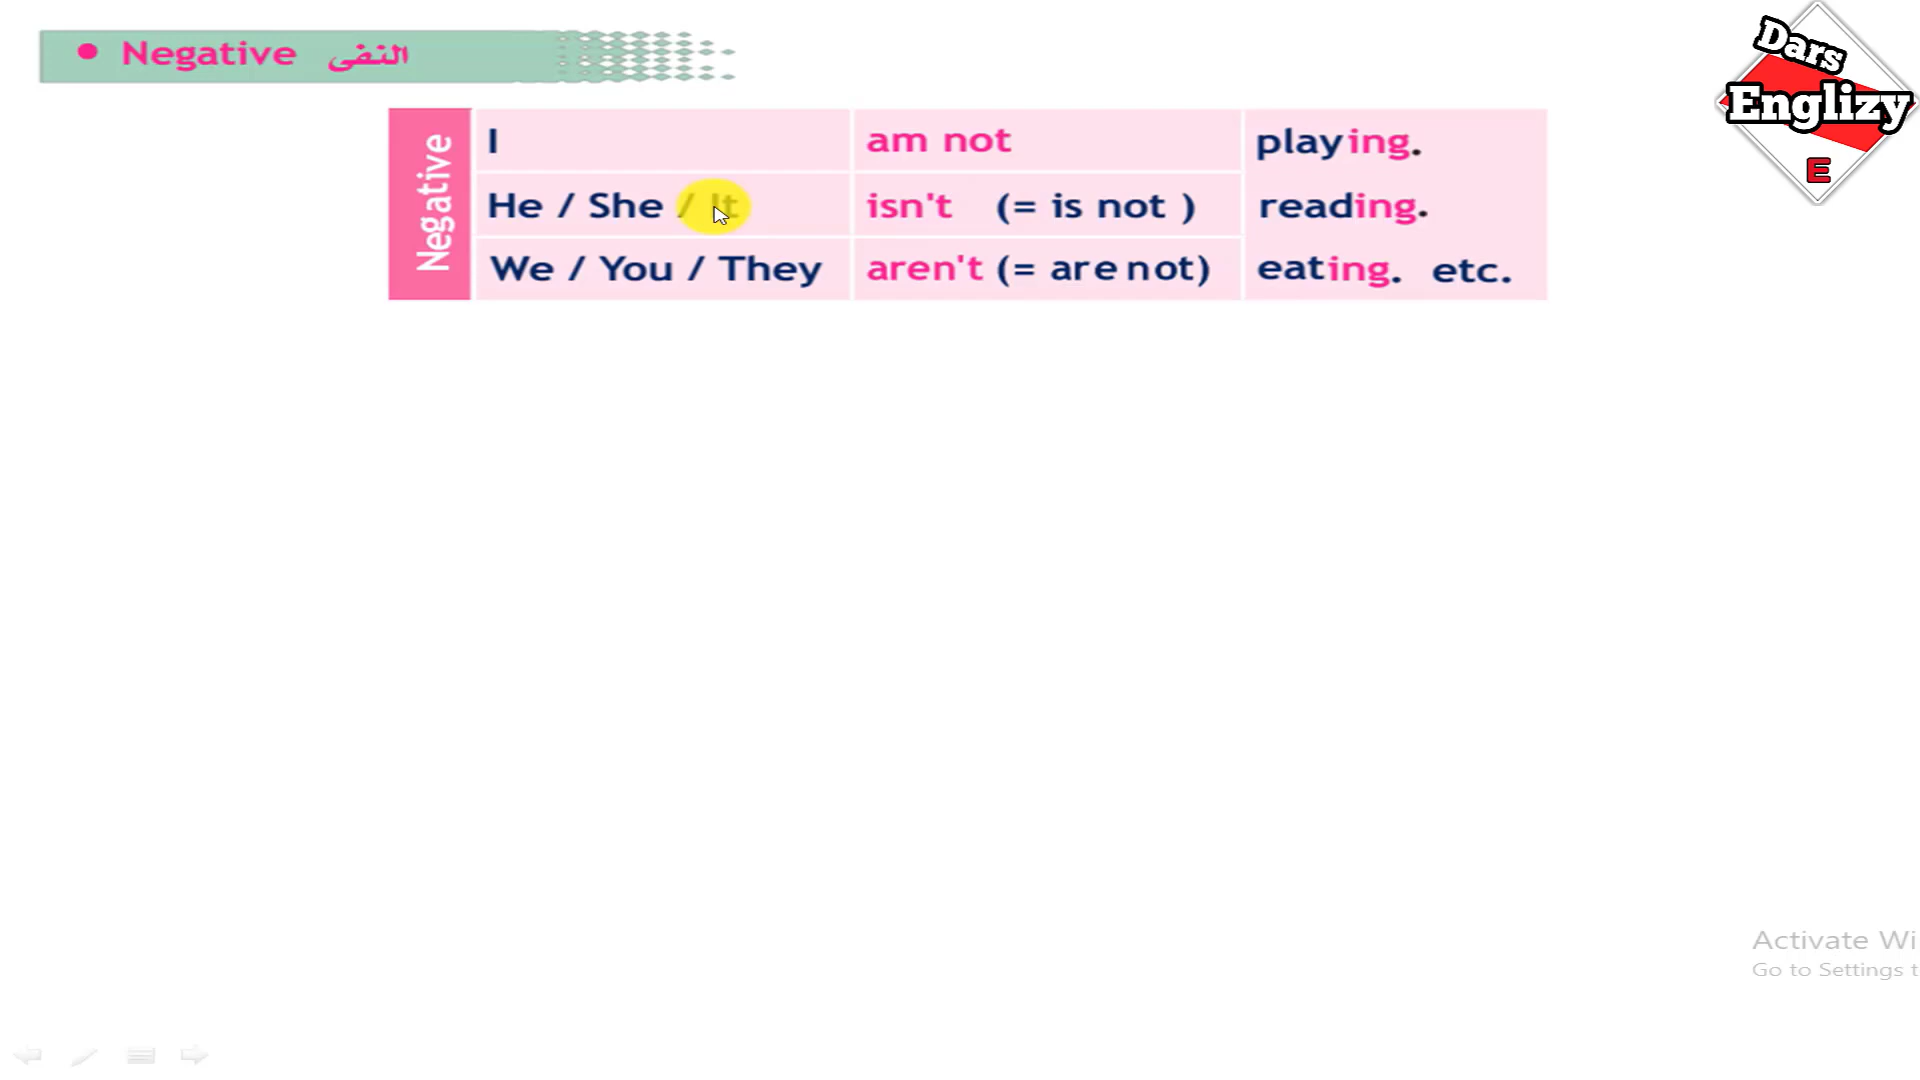 • Negative النفى
Negative
I am not playing.
He / She / It isn't (= is not ) reading.
We / You / They aren't (= are not) eating. etc.
Dars
Englizy
E
Activate Wi
Go to Settings t